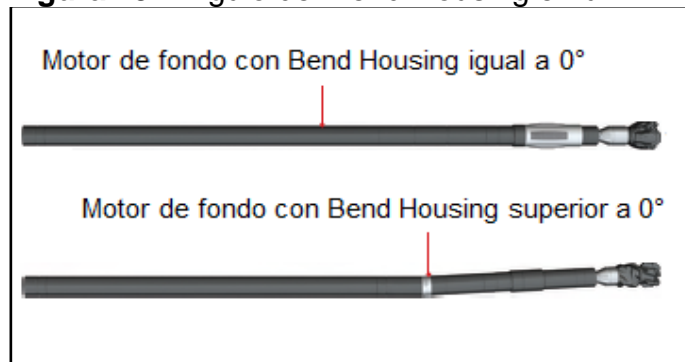 Motor de fondo con Bend Housing igual a 0°
Motor de fondo con Bend Housing superior a 0°